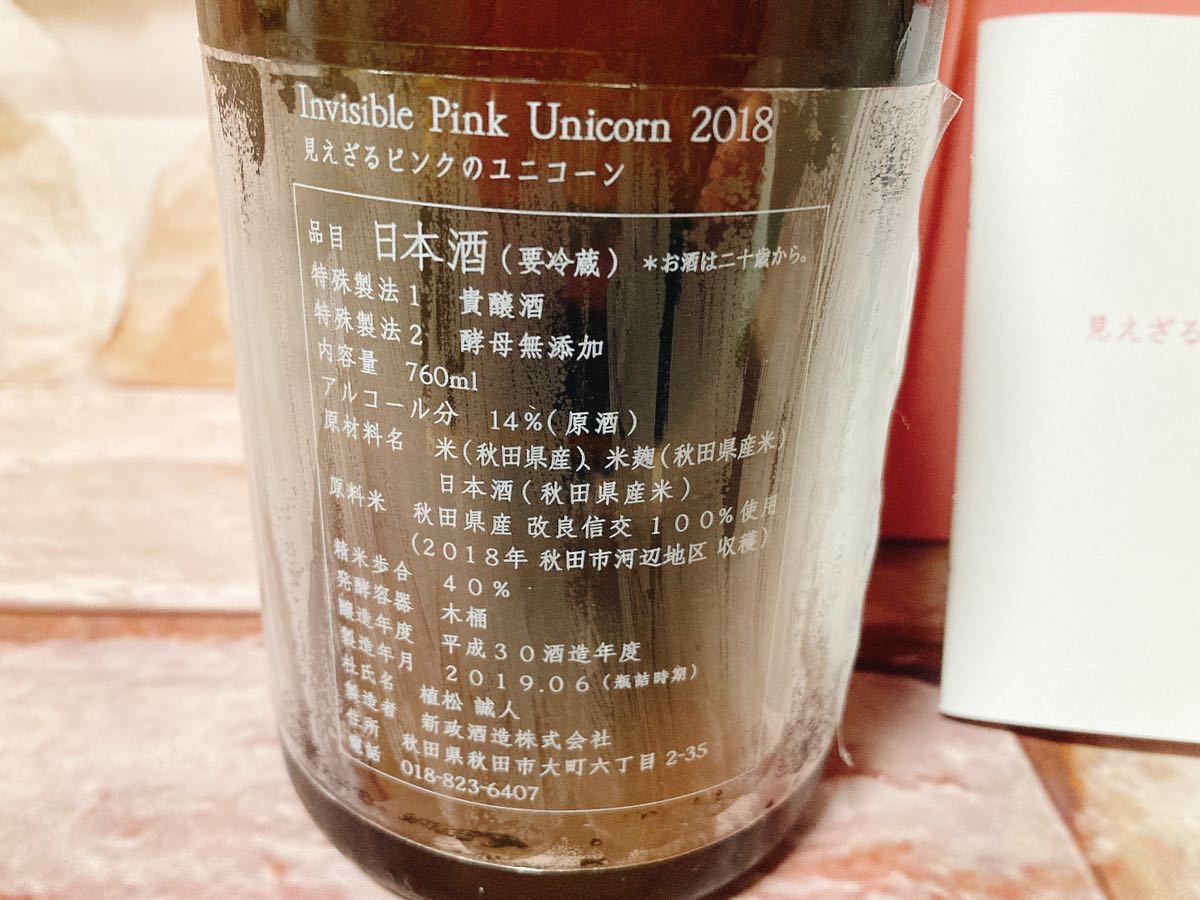 Invisible Pink Unicorn 2018
見えざるピンクのユニコーン
品目 日本酒(要冷蔵) *お酒は二十歳から。
特殊製法1 貴醸酒
特殊製法2 酵母無添加
内容量 760ml
アルコール分 14%(原酒)
原材料名 米(秋田県産)、米麹(秋田県産米)
日本酒(秋田県産米)
原料米 秋田県産 改良信交 100%使用
(2018年 秋田市河辺地区 収穫)
精米歩合 40%
発酵容器 木桶
醸造年度 平成30酒造年度
製造年月 2019.06(瓶詰時期)
杜氏名 植松 誠人
製造者 新政酒造株式会社
住所 秋田県秋田市大町六丁目 2-35
電話 018-823-6407
見えざる